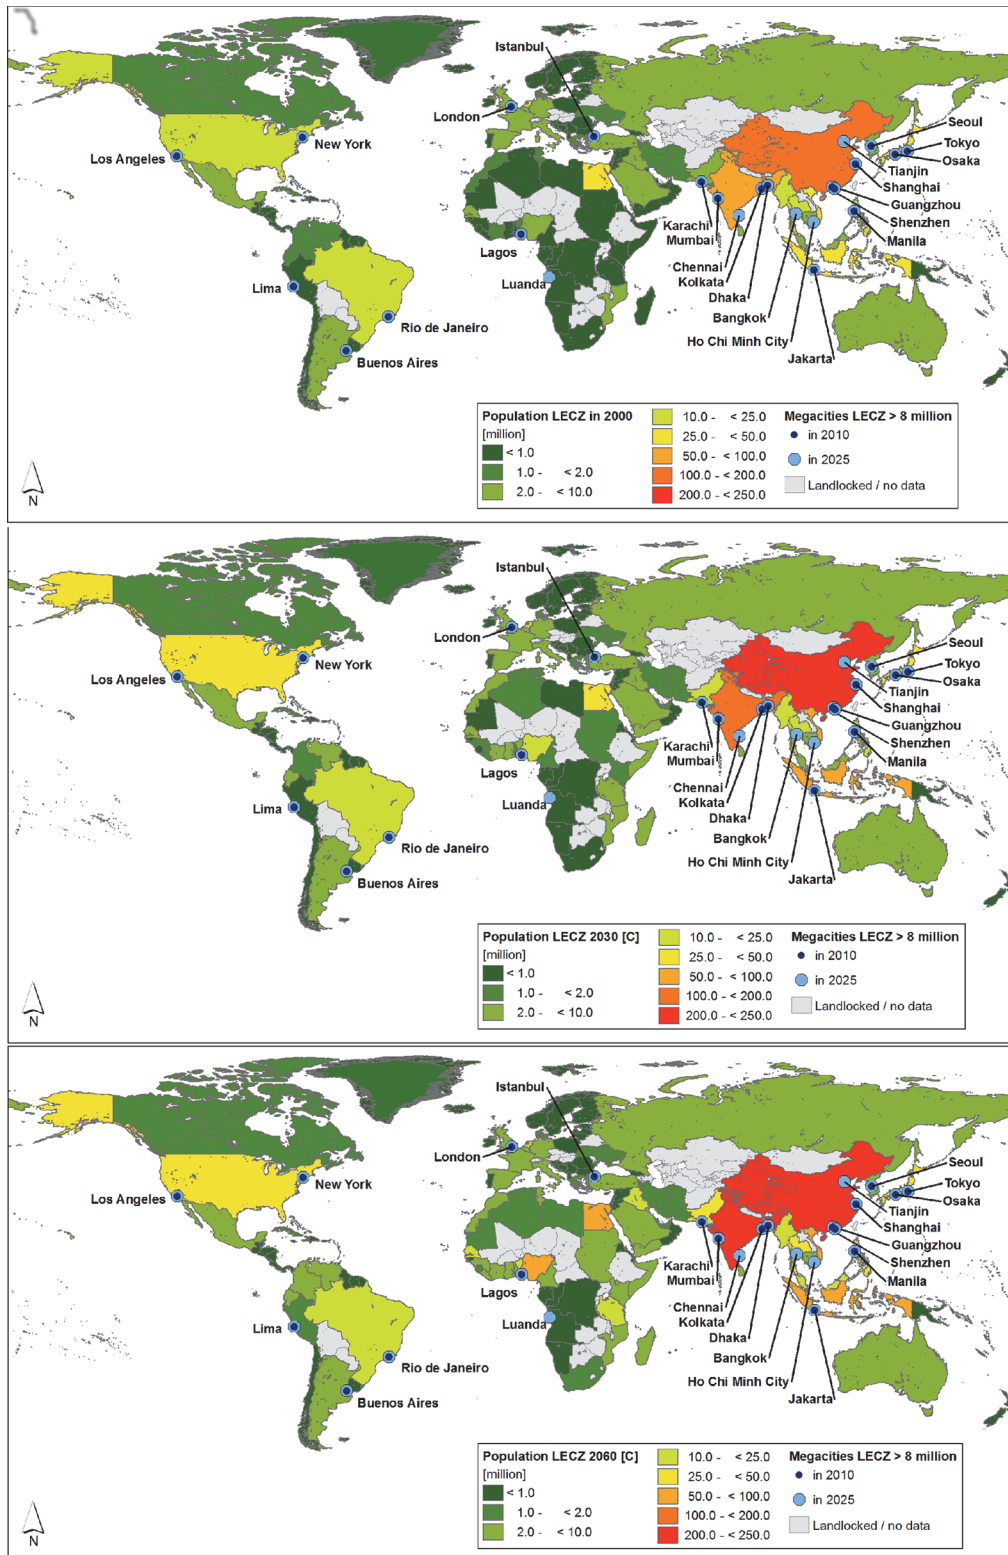 Istanbul
London
Seoul
New York
Los Angeles
Tokyo
Osaka
Tianjin
Shanghai
Guangzhou
Karachi
Shenzhen
Mumbai
Manila
Lagos
Chennai
Luanda
Kolkata
Lima
Dhaka
Bangkok
Rio de Janeiro
Ho Chi Minh City
Buenos Aires
Jakarta
Population LECZ in 2000
[million]
< 1.0
1.0 - < 2.0
2.0 - < 10.0
10.0 - < 25.0
25.0 - < 50.0
50.0 - < 100.0
100.0 - < 200.0
200.0 - < 250.0
Megacities LECZ > 8 million
in 2010
in 2025
Landlocked / no data
N
Istanbul
London
Seoul
New York
Los Angeles
Tokyo
Osaka
Tianjin
Shanghai
Guangzhou
Karachi
Shenzhen
Mumbai
Manila
Lagos
Chennai
Luanda
Kolkata
Lima
Dhaka
Bangkok
Rio de Janeiro
Ho Chi Minh City
Buenos Aires
Jakarta
Population LECZ 2030 [C]
[million]
< 1.0
1.0 - < 2.0
2.0 - < 10.0
10.0 - < 25.0
25.0 - < 50.0
50.0 - < 100.0
100.0 - < 200.0
200.0 - < 250.0
Megacities LECZ > 8 million
in 2010
in 2025
Landlocked / no data
N
Istanbul
London
Seoul
New York
Los Angeles
Tokyo
Osaka
Tianjin
Shanghai
Guangzhou
Karachi
Shenzhen
Mumbai
Manila
Lagos
Chennai
Luanda
Kolkata
Lima
Dhaka
Bangkok
Rio de Janeiro
Ho Chi Minh City
Buenos Aires
Jakarta
Population LECZ 2060 [C]
[million]
< 1.0
1.0 - < 2.0
2.0 - < 10.0
10.0 - < 25.0
25.0 - < 50.0
50.0 - < 100.0
100.0 - < 200.0
200.0 - < 250.0
Megacities LECZ > 8 million
in 2010
in 2025
Landlocked / no data
N